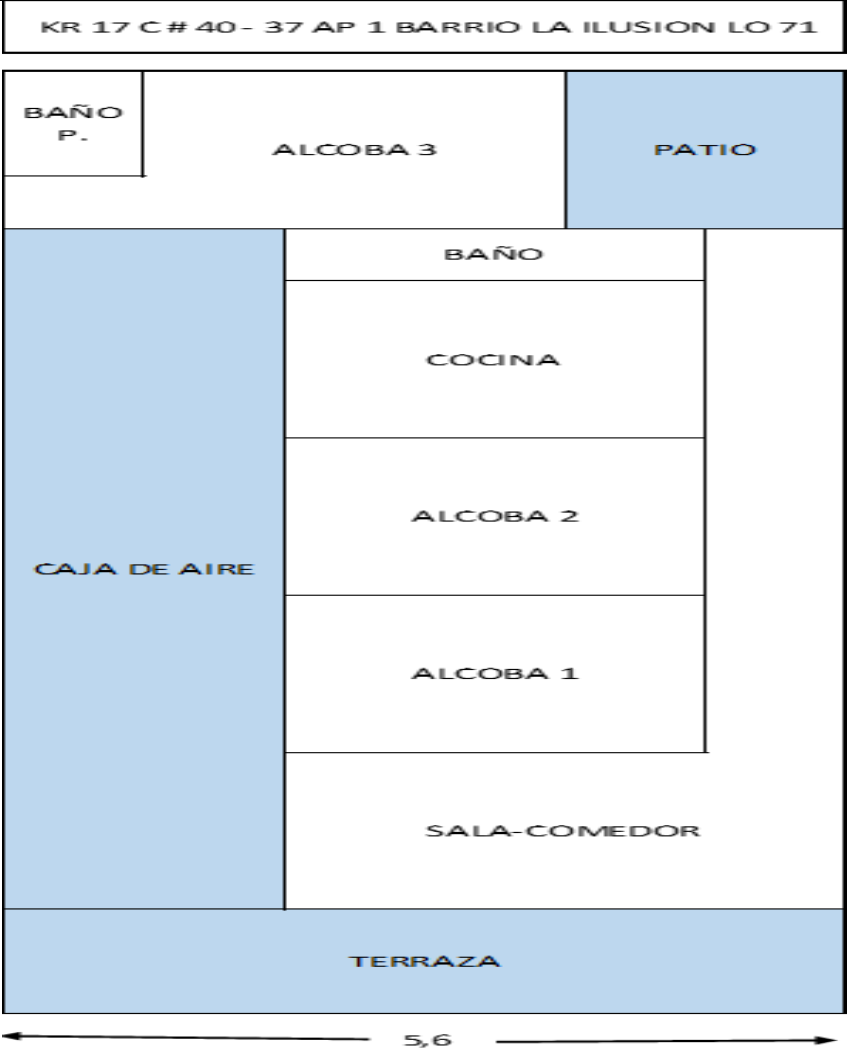 KR 17 C # 40 - 37 AP 1 BARRIO LA ILUSION LO 71
BAÑO
P.
ALCOBA 3
PATIO
BAÑO
COCINA
ALCOBA 2
CAJA DE AIRE
ALCOBA 1
SALA-COMEDOR
TERRAZA
5,6